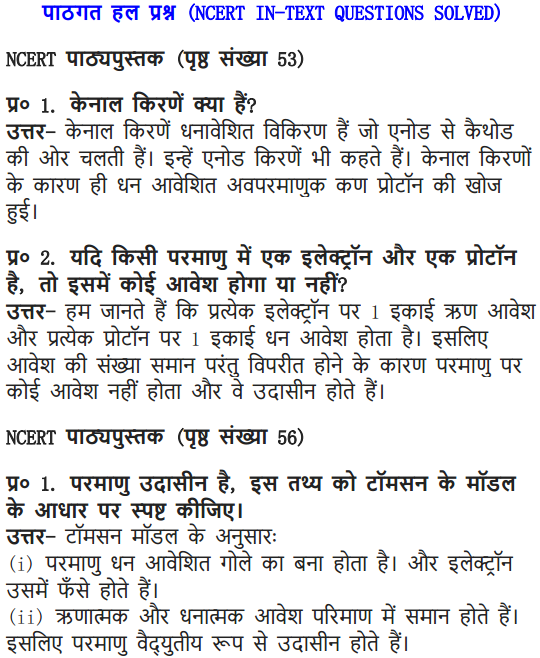 पाठगत हल प्रश्न (NCERT IN-TEXT QUESTIONS SOLVED)
NCERT पाठ्यपुस्तक (पृष्ठ संख्या 53)
प्र० 1. केनाल किरणें क्या हैं?
उत्तर- केनाल किरणें धनावेशित विकिरण हैं जो एनोड से कैथोड
की ओर चलती हैं। इन्हें एनोड किरणें भी कहते हैं। केनाल किरणों
के कारण ही धन आवेशित अवपरमाणुक कण प्रोटॉन की खोज
हुई।
प्र० 2. यदि किसी परमाणु में एक इलेक्ट्रॉन और एक प्रोटॉन
है, तो इसमें कोई आवेश होगा या नहीं?
उत्तर- हम जानते हैं कि प्रत्येक इलेक्ट्रॉन पर 1 इकाई ऋण आवेश
और प्रत्येक प्रोटॉन पर 1 इकाई धन आवेश होता है। इसलिए
आवेश की संख्या समान परंतु विपरीत होने के कारण परमाणु पर
कोई आवेश नहीं होता और वे उदासीन होते हैं।
NCERT पाठ्यपुस्तक (पृष्ठ संख्या 56)
प्र० 1. परमाणु उदासीन है, इस तथ्य को टॉमसन के मॉडल
के आधार पर स्पष्ट कीजिए।
उत्तर- टॉमसन मॉडल के अनुसारः
(i) परमाणु धन आवेशित गोले का बना होता है। और इलेक्ट्रॉन
उसमें फँसे होते हैं।
(ii) ऋणात्मक और धनात्मक आवेश परिमाण में समान होते हैं।
इसलिए परमाणु वैद्युतीय रूप से उदासीन होते हैं।